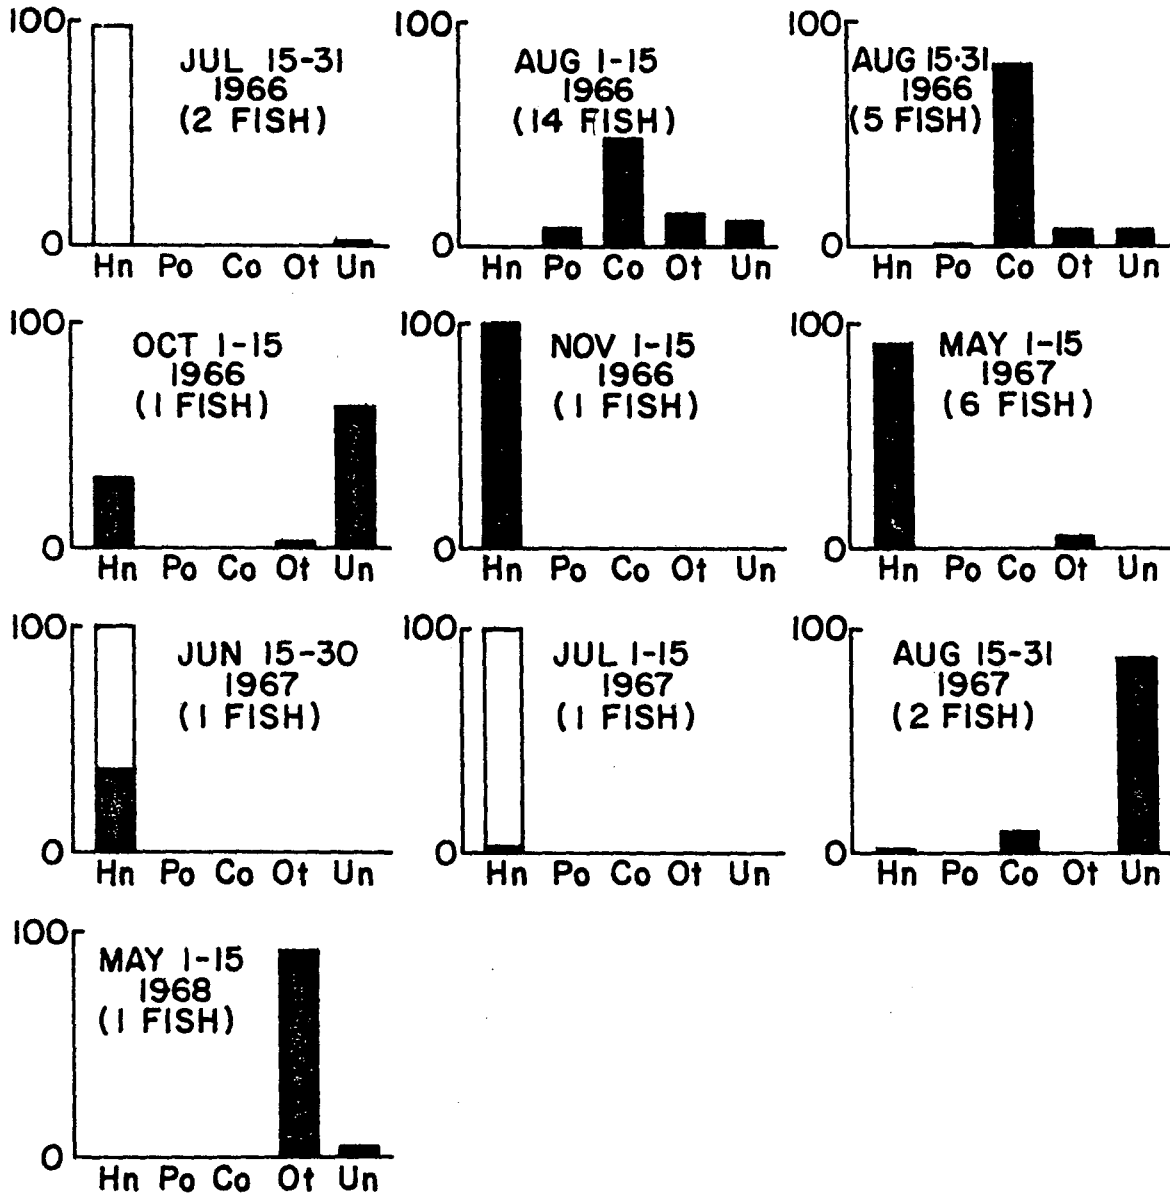 100
JUL 15-31
1966
(2 FISH)
0
Hn Po Co Ot Un
100
AUG 1-15
1966
(14 FISH)
0
Hn Po Co Ot Un
100
AUG 15-31
1966
(5 FISH)
0
Hn Po Co Ot Un
100
OCT 1-15
1966
(1 FISH)
0
Hn Po Co Ot Un
100
NOV 1-15
1966
(1 FISH)
0
Hn Po Co Ot Un
100
MAY 1-15
1967
(6 FISH)
0
Hn Po Co Ot Un
100
JUN 15-30
1967
(1 FISH)
0
Hn Po Co Ot Un
100
JUL 1-15
1967
(1 FISH)
0
Hn Po Co Ot Un
100
AUG 15-31
1967
(2 FISH)
0
Hn Po Co Ot Un
100
MAY 1-15
1968
(1 FISH)
0
Hn Po Co Ot Un